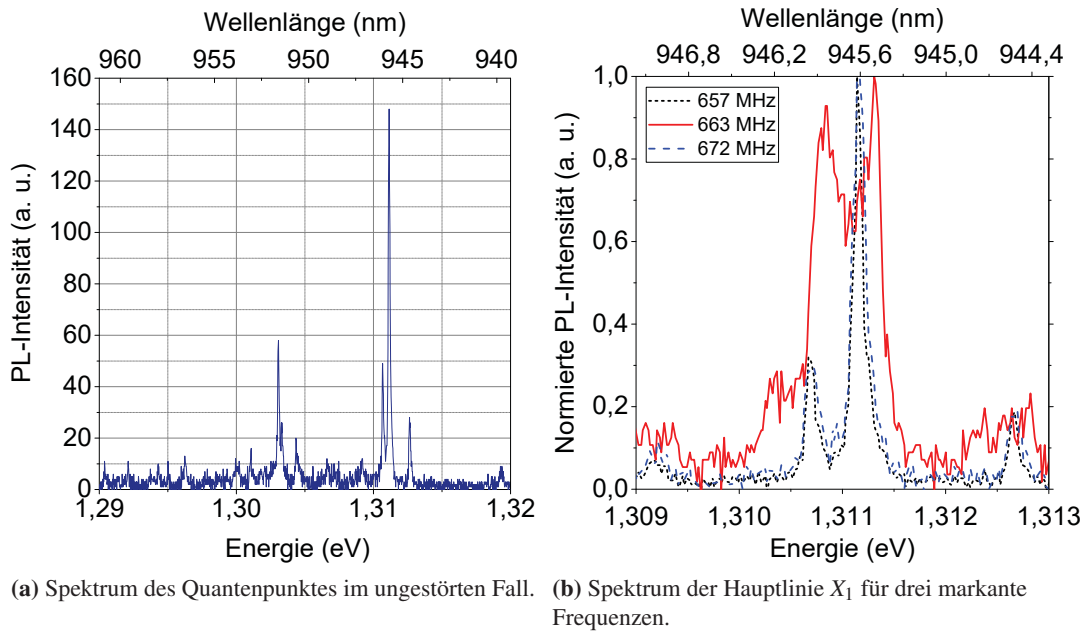 Wellenlänge (nm)
960 955 950 945 940
160
140
120
100
80
60
40
20
0
PL-Intensität (a. u.)
1,29 1,30 1,31 1,32
Energie (eV)
(a) Spektrum des Quantenpunktes im ungestörten Fall.
Wellenlänge (nm)
946,8 946,2 945,6 945,0 944,4
1,0
0,8
0,6
0,4
0,2
0,0
Normierte PL-Intensität (a. u.)
657 MHz
663 MHz
672 MHz
1,309 1,310 1,311 1,312 1,313
Energie (eV)
(b) Spektrum der Hauptlinie X₁ für drei markante
Frequenzen.